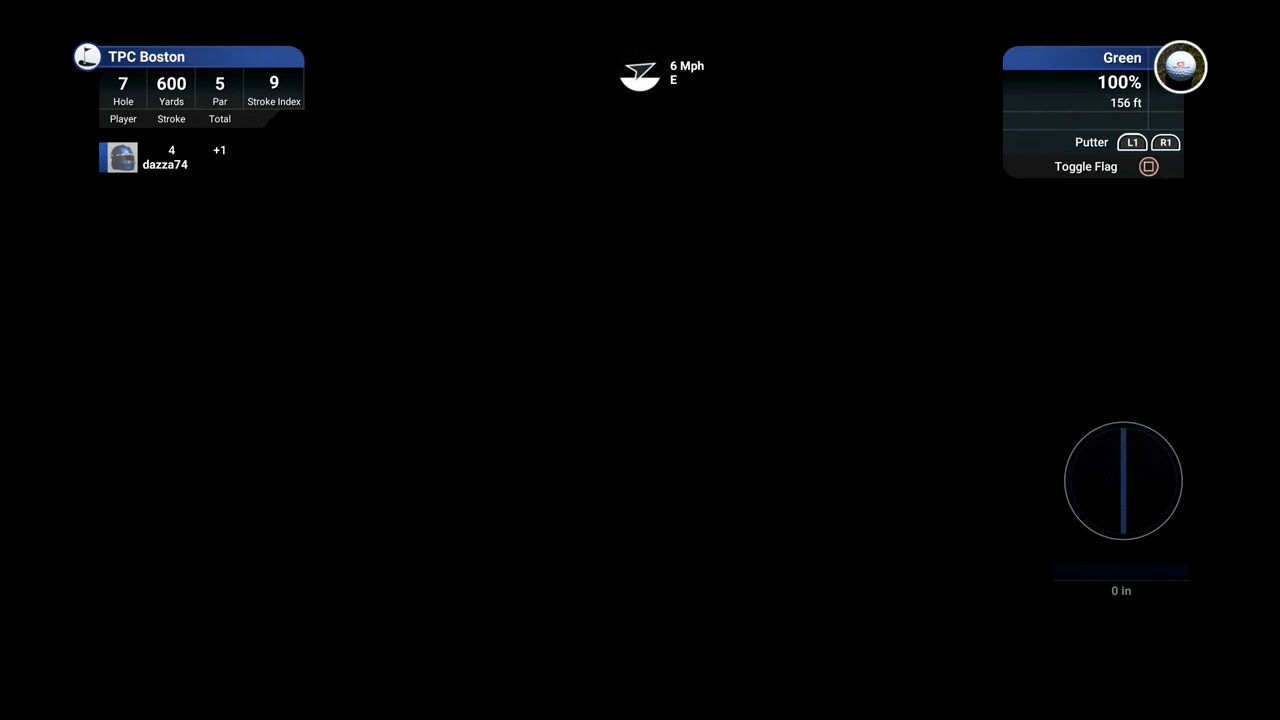 TPC Boston
7 600 5 9
Hole Yards Par Stroke Index
Player Stroke Total
4 +1
dazza74
6 Mph
E
Green
100%
156 ft
Putter L1 R1
Toggle Flag
0 in